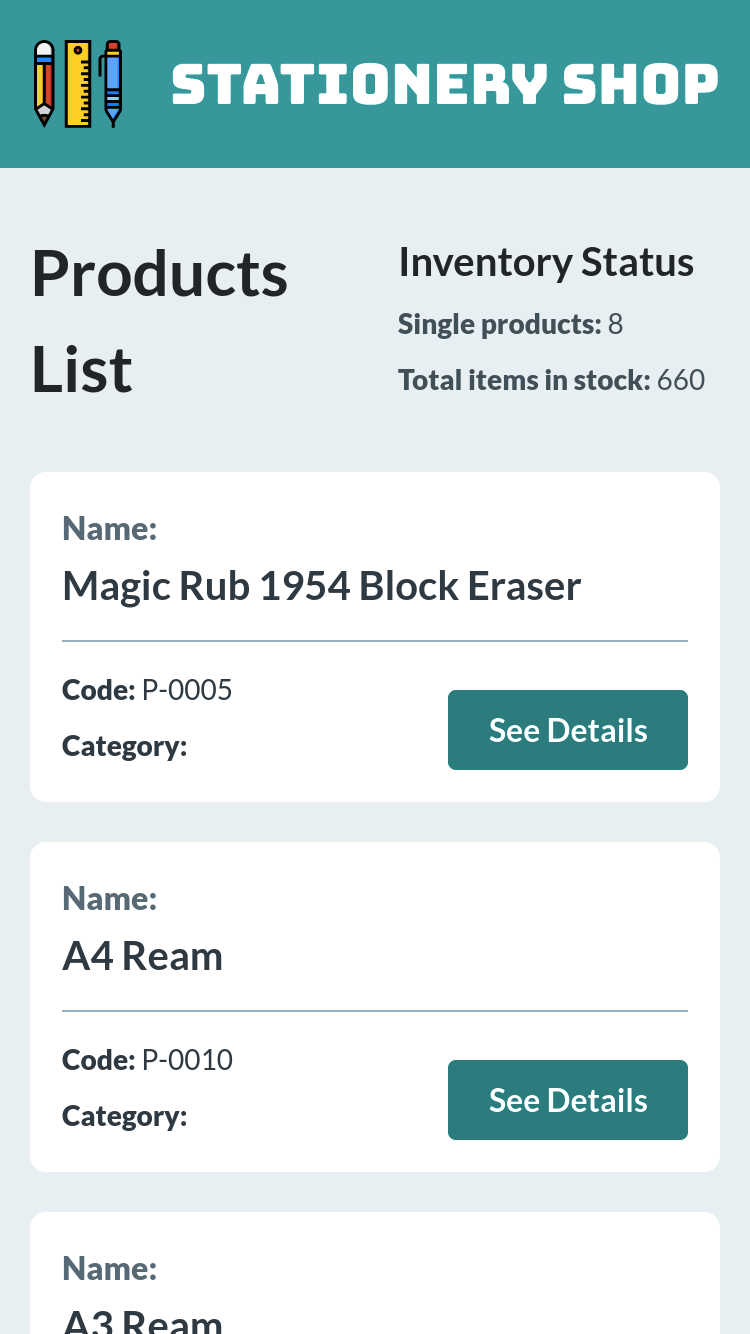 STATIONERY SHOP
Products
List
Inventory Status
Single products: 8
Total items in stock: 660
Name:
Magic Rub 1954 Block Eraser
Code: P-0005
Category:
See Details
Name:
A4 Ream
Code: P-0010
Category:
See Details
Name:
A3 Ream